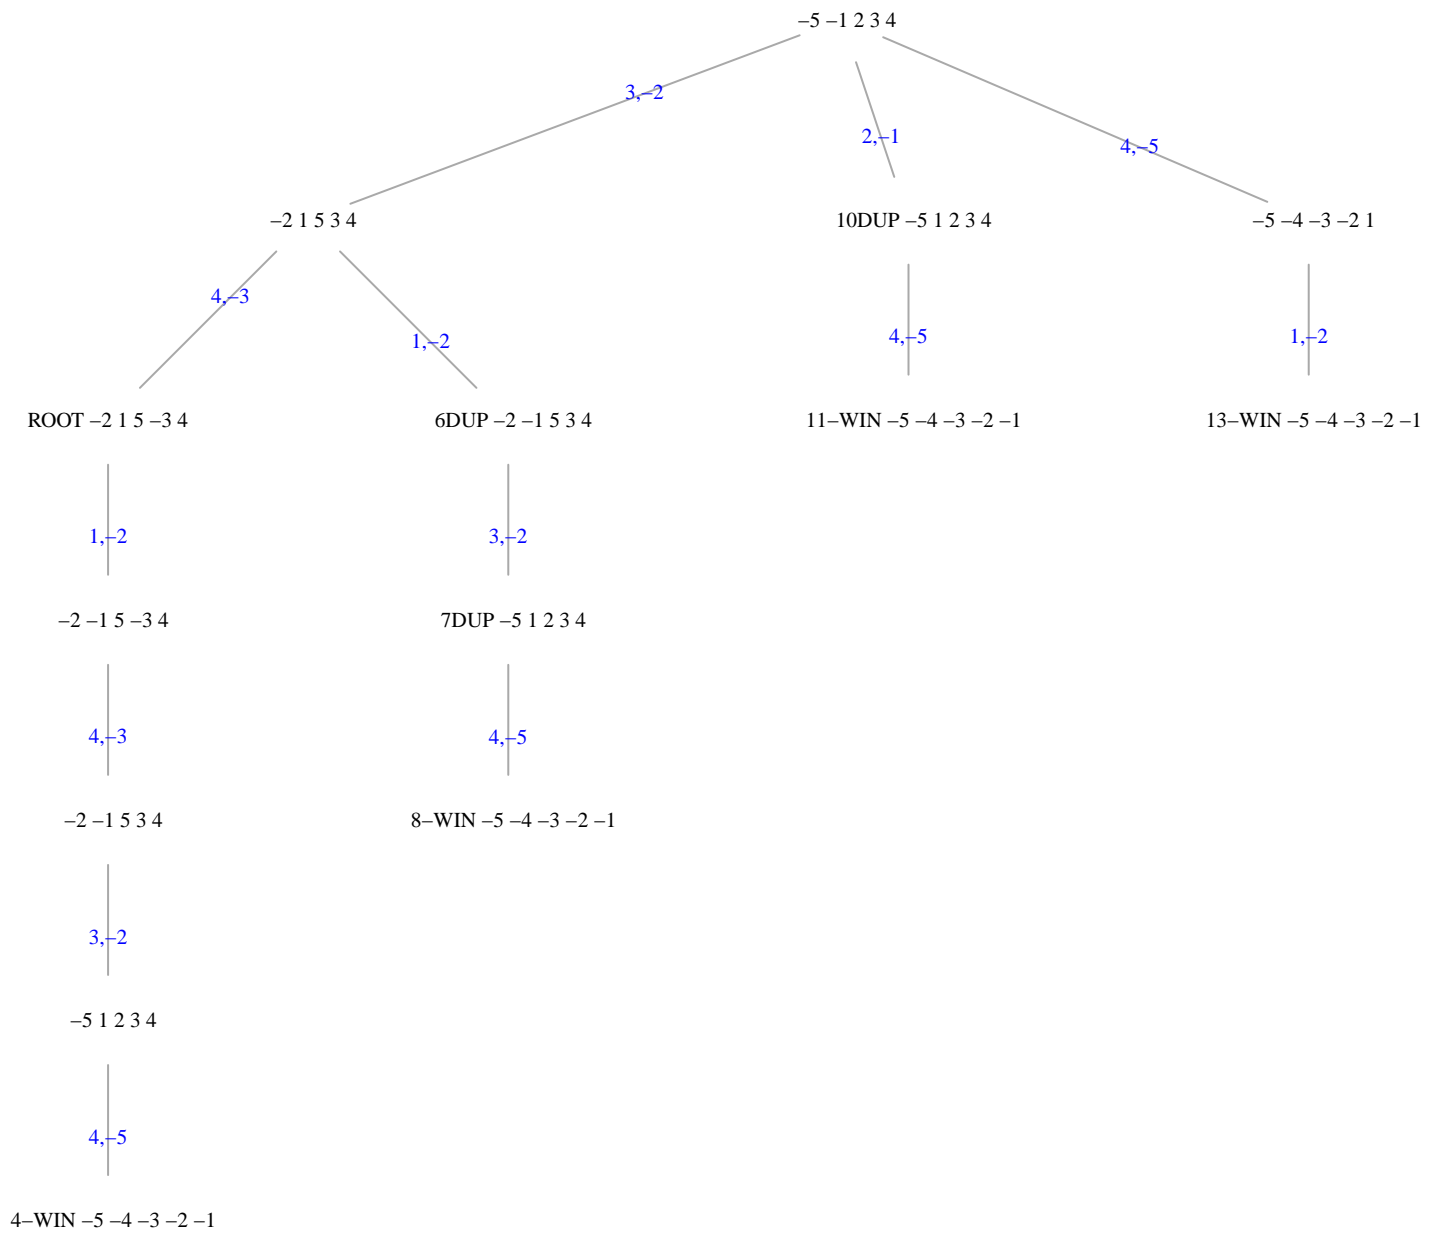 –5 –1 2 3 4
3,–2
2,–1
4,–5
–2 1 5 3 4
10DUP –5 1 2 3 4
–5 –4 –3 –2 1
4,–3
1,–2
4,–5
1,–2
ROOT –2 1 5 –3 4
6DUP –2 –1 5 3 4
11–WIN –5 –4 –3 –2 –1
13–WIN –5 –4 –3 –2 –1
1,–2
3,–2
–2 –1 5 –3 4
7DUP –5 1 2 3 4
4,–3
4,–5
–2 –1 5 3 4
8–WIN –5 –4 –3 –2 –1
3,–2
–5 1 2 3 4
4,–5
4–WIN –5 –4 –3 –2 –1